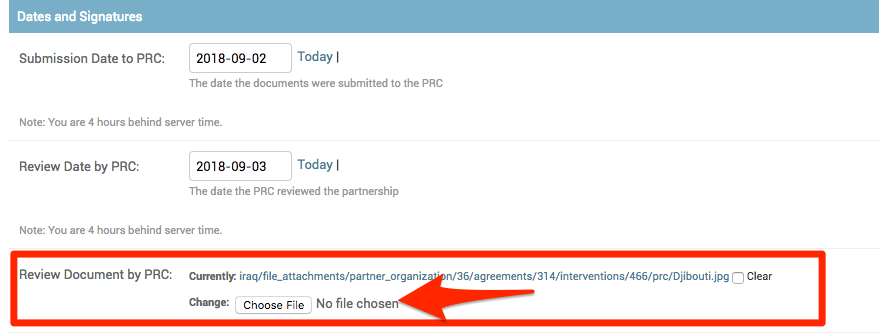 Dates and Signatures
Submission Date to PRC: 2018-09-02 Today |
The date the documents were submitted to the PRC
Note: You are 4 hours behind server time.
Review Date by PRC: 2018-09-03 Today |
The date the PRC reviewed the partnership
Note: You are 4 hours behind server time.
Review Document by PRC: Currently: iraq/file_attachments/partner_organization/36/agreements/314/interventions/466/prc/Djibouti.jpg Clear
Change: Choose File No file chosen